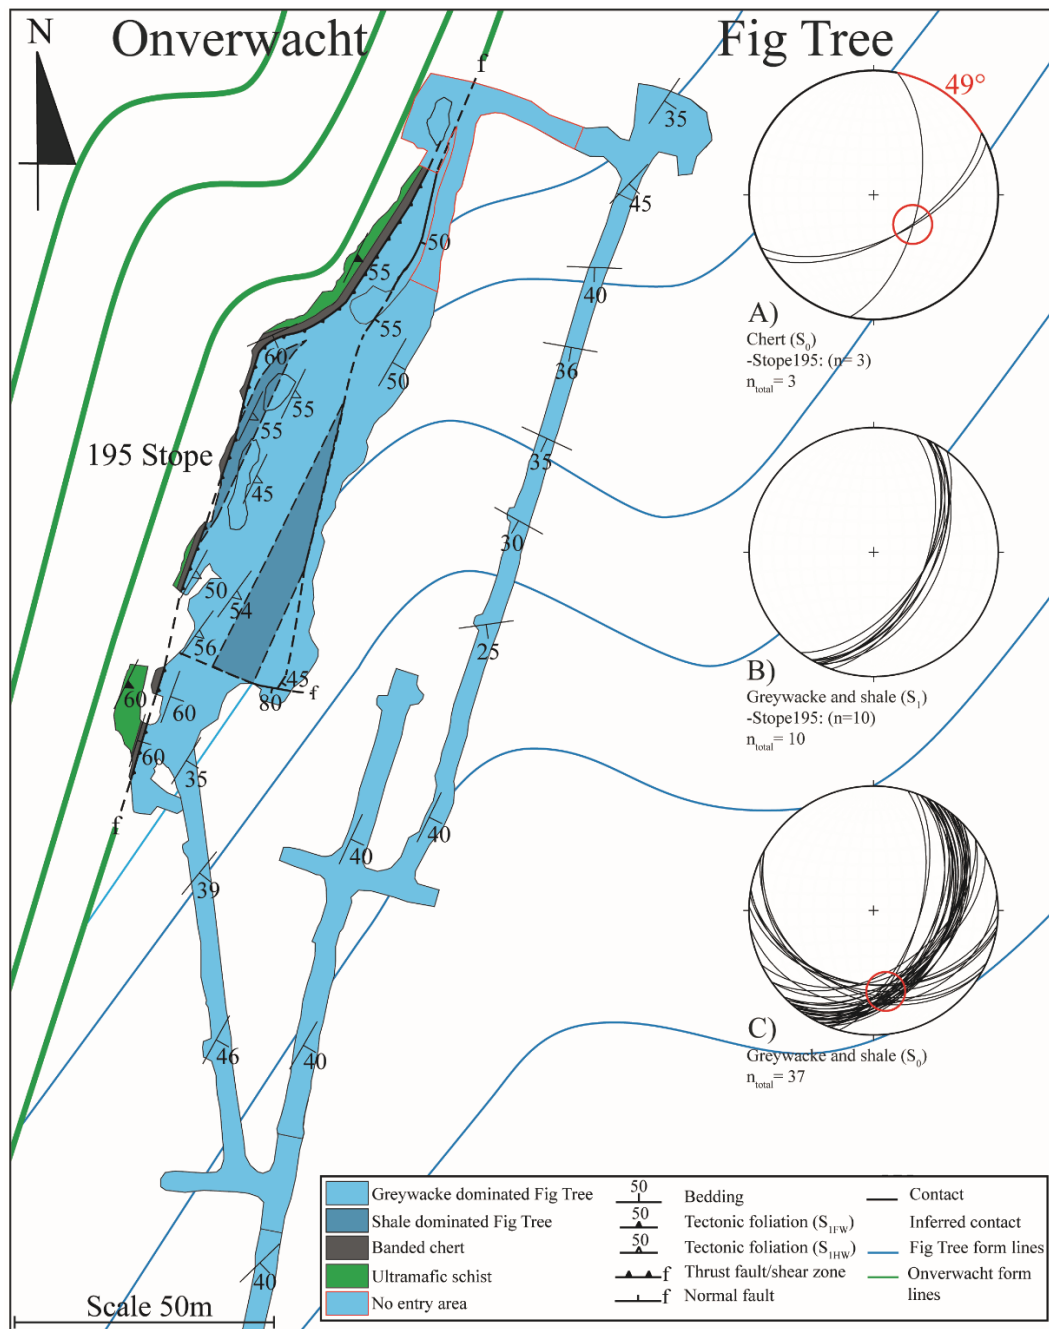 N
Onverwacht
Fig Tree
f
35
49°
45
50
55
40
A)
Chert (S0)
-Stope195: (n= 3)
ntotal= 3
55
60
50
36
55
55
35
195 Stope
45
30
50
54
56
25
B)
Greywacke and shale (S1)
-Stope195: (n=10)
ntotal= 10
45
f
80
60
60
60
35
f
40
40
39
46
40
C)
Greywacke and shale (S0)
ntotal= 37
40
Greywacke dominated Fig Tree
Shale dominated Fig Tree
Banded chert
Ultramafic schist
No entry area
50
Bedding
50
Tectonic foliation (S1FW)
50
Tectonic foliation (S1HW)
f
Thrust fault/shear zone
f
Normal fault
Contact
Inferred contact
Fig Tree form lines
Onverwacht form
lines
Scale 50m